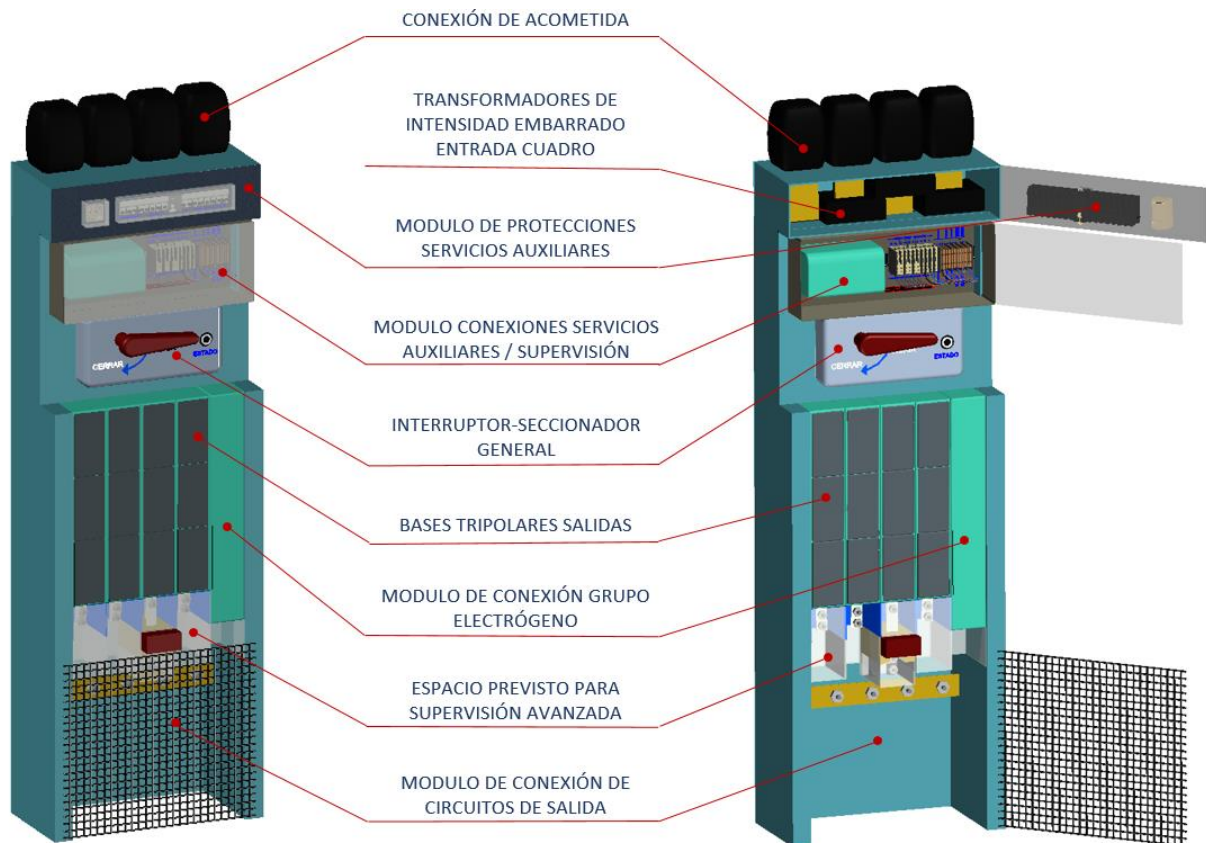 CONEXIÓN DE ACOMETIDA
TRANSFORMADORES DE
INTENSIDAD EMBARRADO
ENTRADA CUADRO
MODULO DE PROTECCIONES
SERVICIOS AUXILIARES
MODULO CONEXIONES SERVICIOS
AUXILIARES / SUPERVISIÓN
CERRAR
ESTADO
CERRAR
ESTADO
INTERRUPTOR-SECCIONADOR
GENERAL
BASES TRIPOLARES SALIDAS
MODULO DE CONEXIÓN GRUPO
ELECTRÓGENO
ESPACIO PREVISTO PARA
SUPERVISIÓN AVANZADA
MODULO DE CONEXIÓN DE
CIRCUITOS DE SALIDA